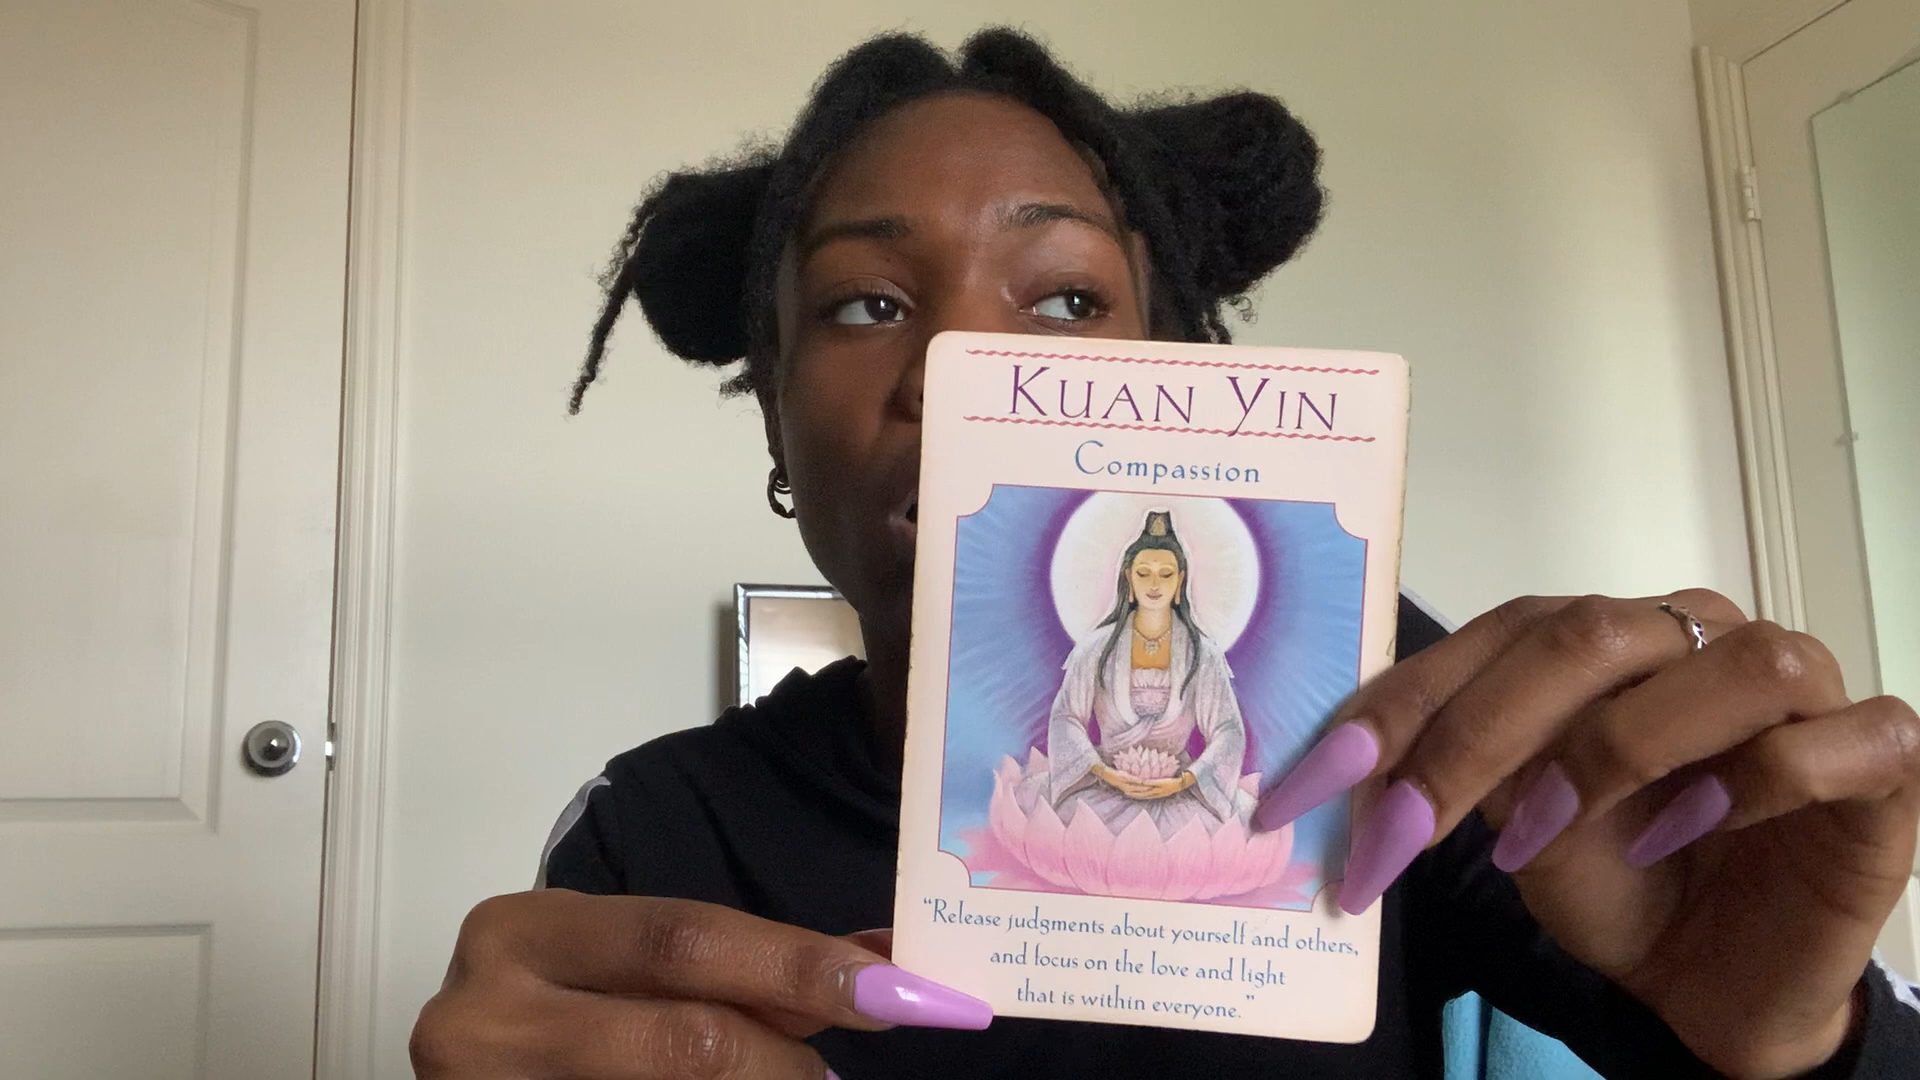 KUAN YIN
Compassion
“Release judgments about yourself and others,
and focus on the love and light
that is within everyone.”